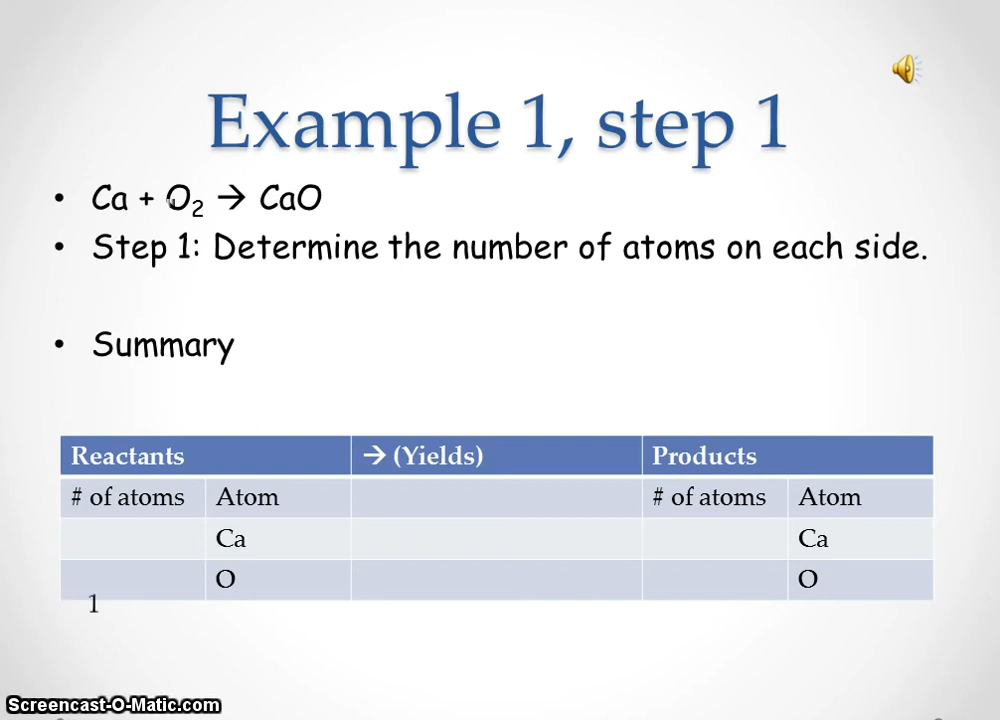 Example 1, step 1
• Ca + O₂ → CaO
• Step 1: Determine the number of atoms on each side.
• Summary
Reactants → (Yields) Products
# of atoms Atom # of atoms Atom
Ca Ca
O O
1
Screencast-O-Matic.com